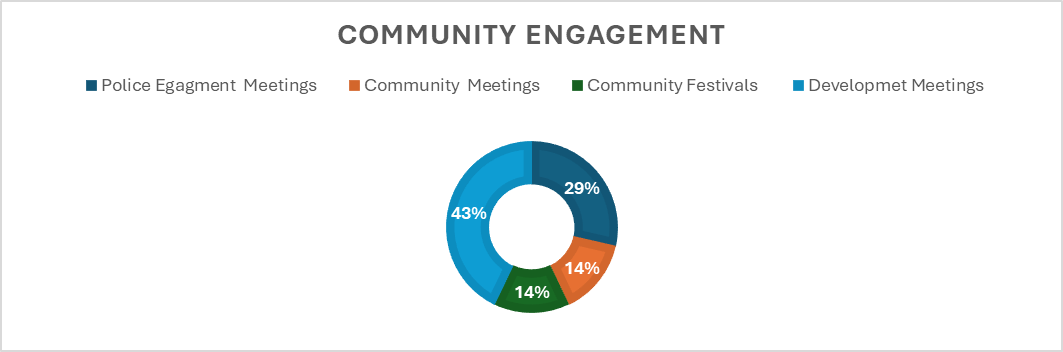 COMMUNITY ENGAGEMENT
Police Egagment  Meetings Community  Meetings Community Festivals Developmet Meetings
29%
43%
14%
14%